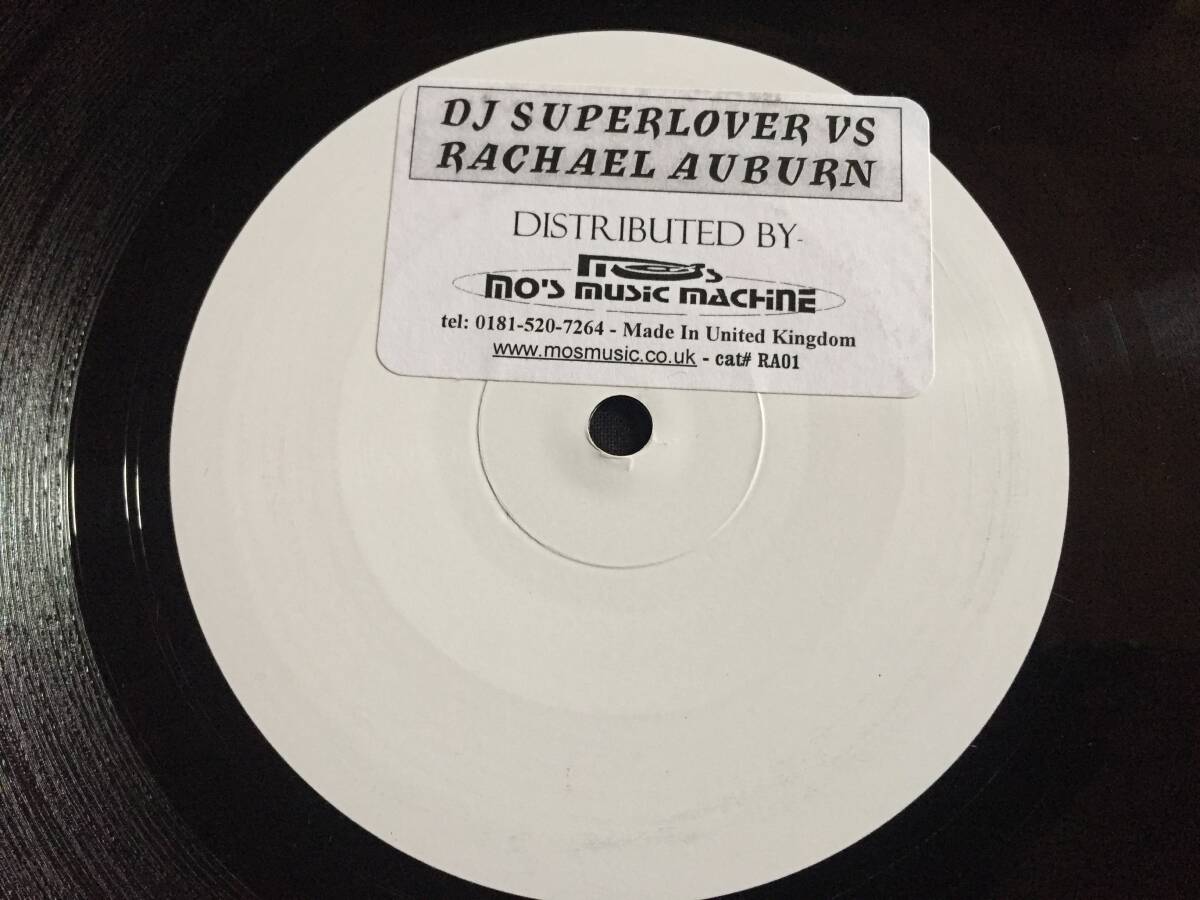 DJ SUPERLOVER VS
RACHAEL AUBURN
DISTRIBUTED BY-
MO'S MUSIC MACHINE
tel: 0181-520-7264 - Made In United Kingdom
www.mosmusic.co.uk - cat# RA01